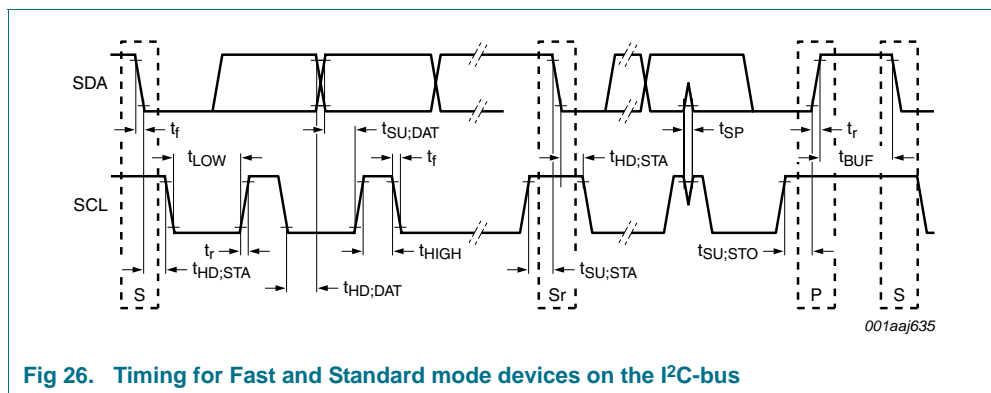 SDA
t_f
t_SU;DAT
t_SP
t_r
t_LOW
t_f
t_HD;STA
t_BUF
SCL
t_r
t_HD;STA
t_HIGH
t_HD;DAT
t_SU;STA
t_SU;STO
S
Sr
P
S
001aaj635
Fig 26. Timing for Fast and Standard mode devices on the I²C-bus